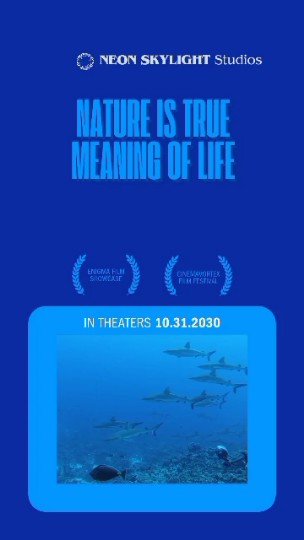 NEON SKYLIGHT Studios
NATURE IS TRUE
MEANING OF LIFE
ENIGMA FILM
SHOWCASE
CINEMAVORTEX
FILM FESTIVAL
IN THEATERS 10.31.2030